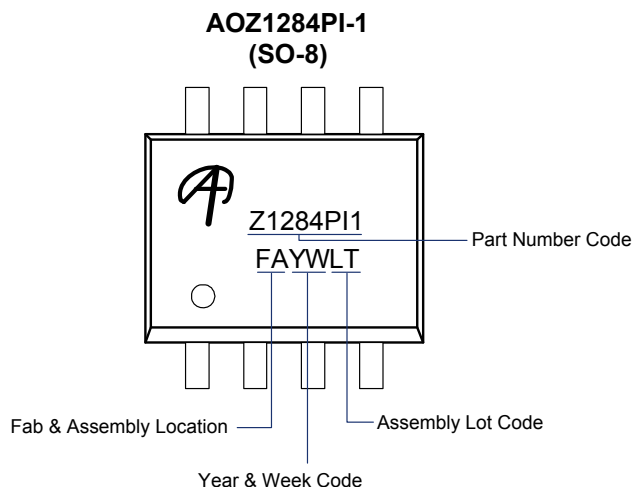 AOZ1284PI-1
(SO-8)
Z1284PI1
Part Number Code
FAYWLT
Fab & Assembly Location
Assembly Lot Code
Year & Week Code